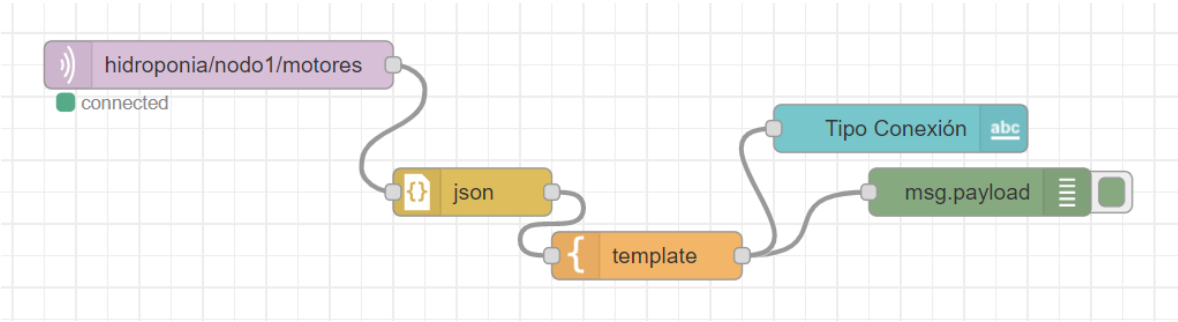 hidroponia/nodo1/motores
connected
Tipo Conexión abc
json
msg.payload
template